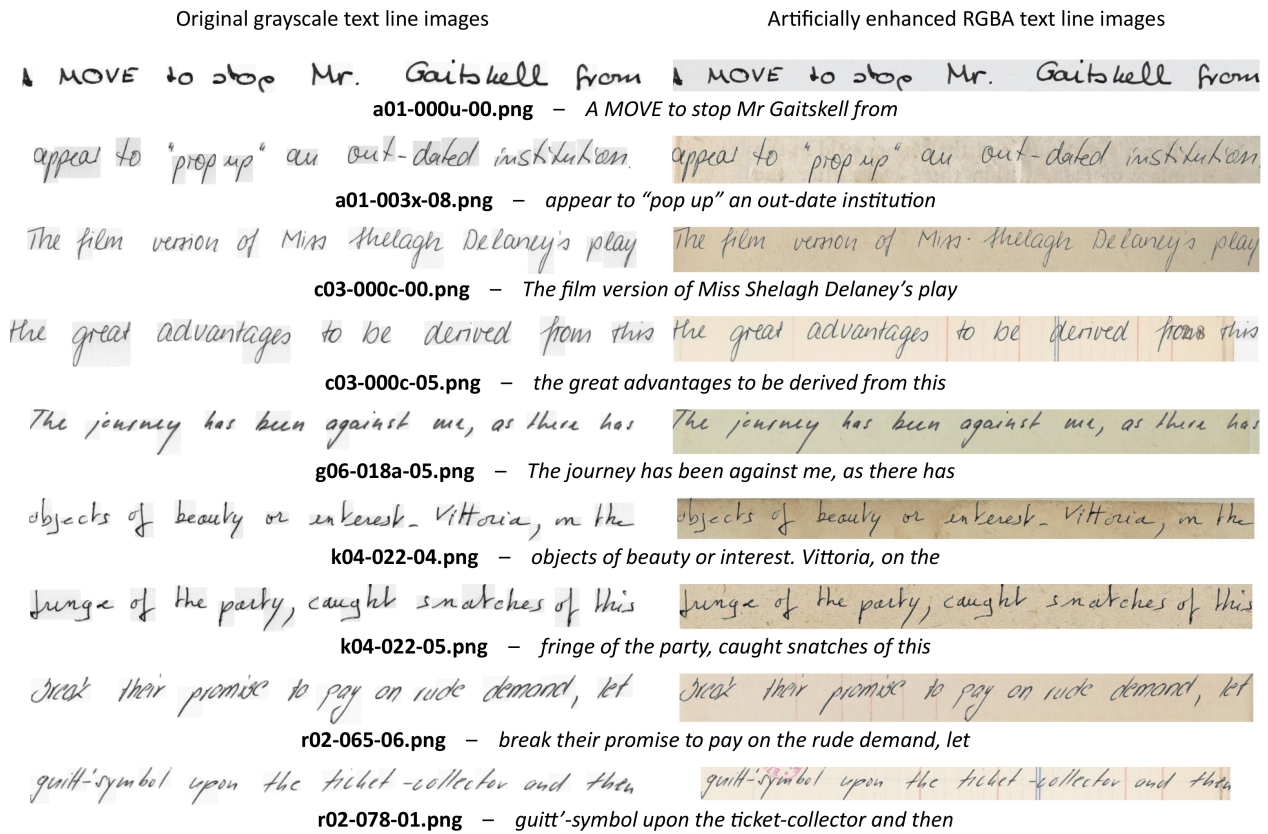 Original grayscale text line images Artificially enhanced RGBA text line images
A MOVE to stop Mr. Gaitskell from A MOVE to stop Mr. Gaitskell from
a01-000u-00.png – A MOVE to stop Mr Gaitskell from
appear to "prop up" an out-dated institution. appear to "prop up" an out-dated institution.
a01-003x-08.png – appear to “pop up” an out-date institution
The film version of Miss Shelagh Delaney's play The film version of Miss. Shelagh Delaney's play
c03-000c-00.png – The film version of Miss Shelagh Delaney’s play
the great advantages to be derived from this the great advantages to be derived from this
c03-000c-05.png – the great advantages to be derived from this
The journey has been against me, as there has The journey has been against me, as there has
g06-018a-05.png – The journey has been against me, as there has
objects of beauty or interest. Vittoria, on the objects of beauty or interest. Vittoria, on the
k04-022-04.png – objects of beauty or interest. Vittoria, on the
fringe of the party, caught snatches of this fringe of the party, caught snatches of this
k04-022-05.png – fringe of the party, caught snatches of this
break their promise to pay on rude demand, let break their promise to pay on rude demand, let
r02-065-06.png – break their promise to pay on the rude demand, let
guitt'-symbol upon the ticket-collector and then guitt'-symbol upon the ticket-collector and then
r02-078-01.png – guitt’-symbol upon the ticket-collector and then